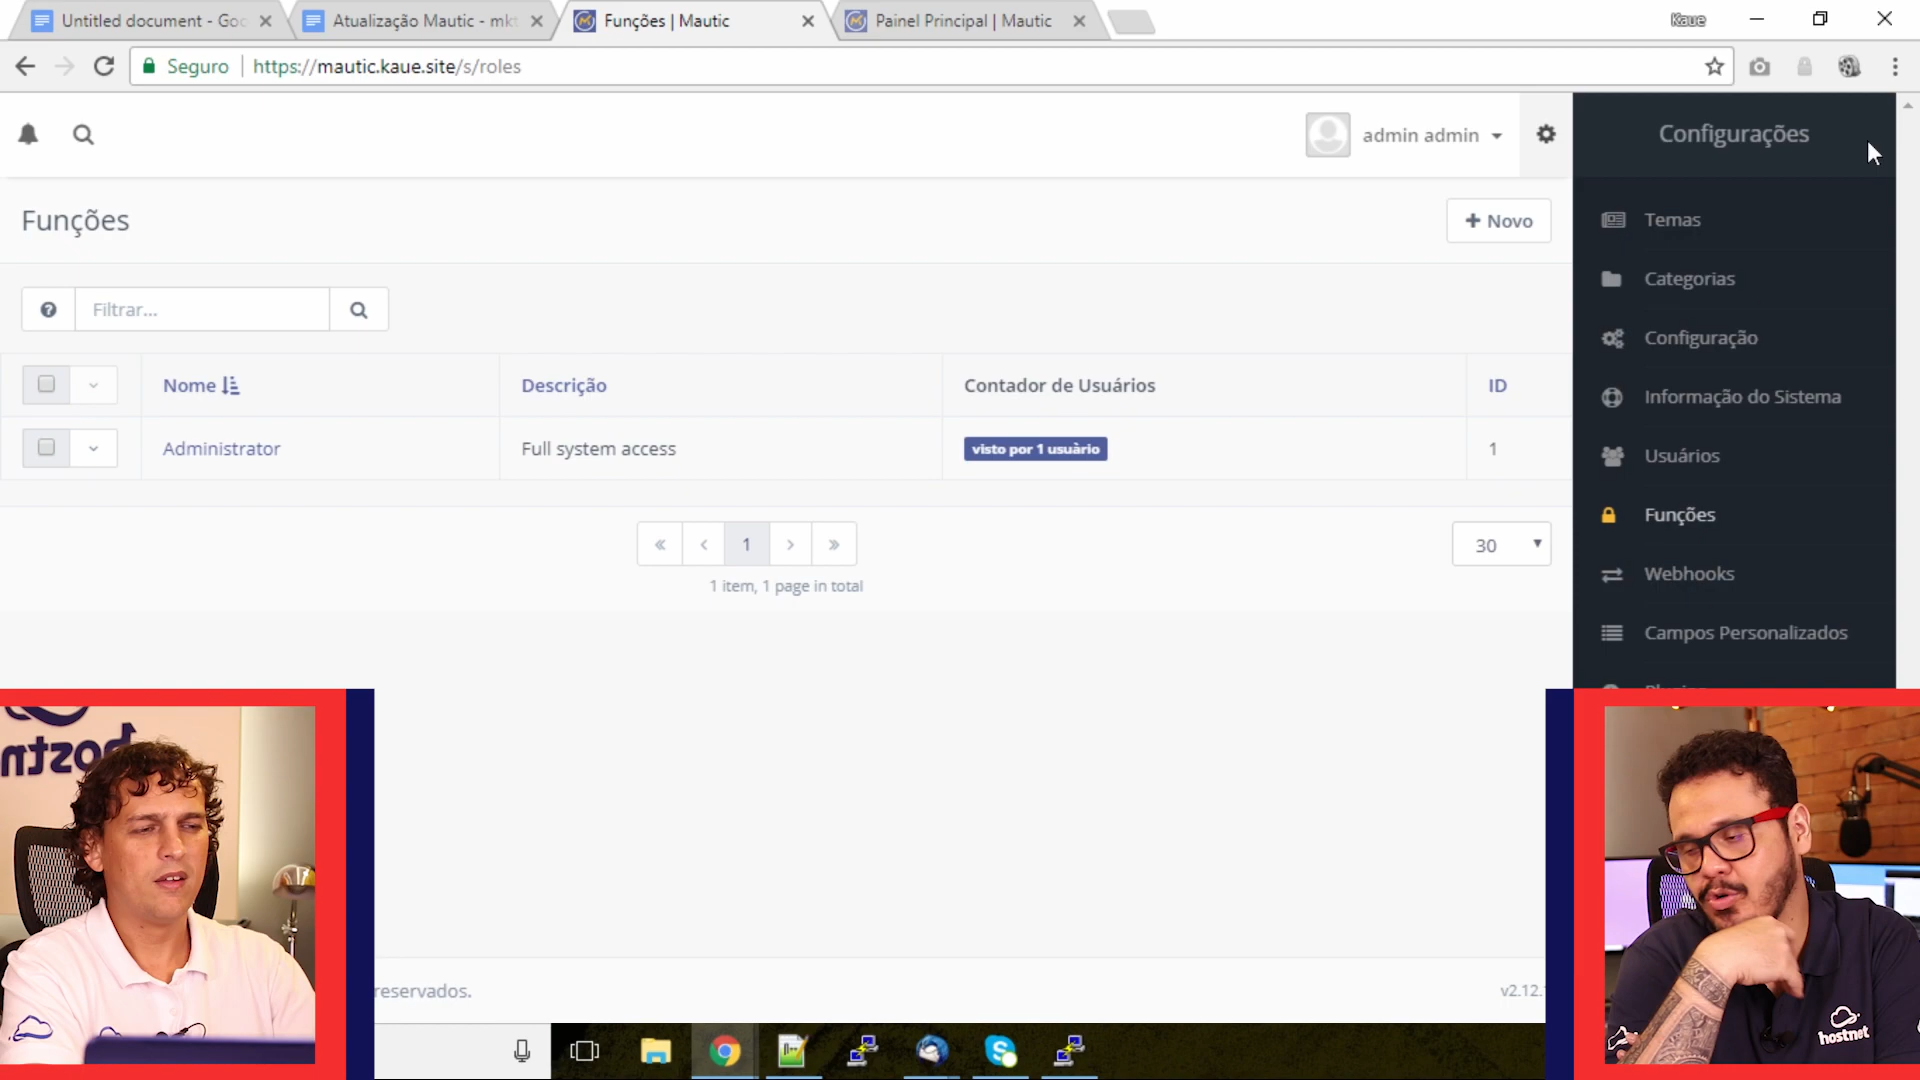 Untitled document - Goo
Atualização Mautic - mkt
Funções | Mautic
Painel Principal | Mautic
Kaue
Seguro
https://mautic.kaue.site/s/roles
admin admin
Configurações
Funções
+ Novo
Temas
Categorias
Filtrar...
Configuração
Nome
Descrição
Contador de Usuários
ID
Informação do Sistema
Administrator
Full system access
visto por 1 usuàrio
1
Usuários
Funções
« ‹ 1 › »
30
1 item, 1 page in total
Webhooks
Campos Personalizados
reservados.
v2.12.
hostnet